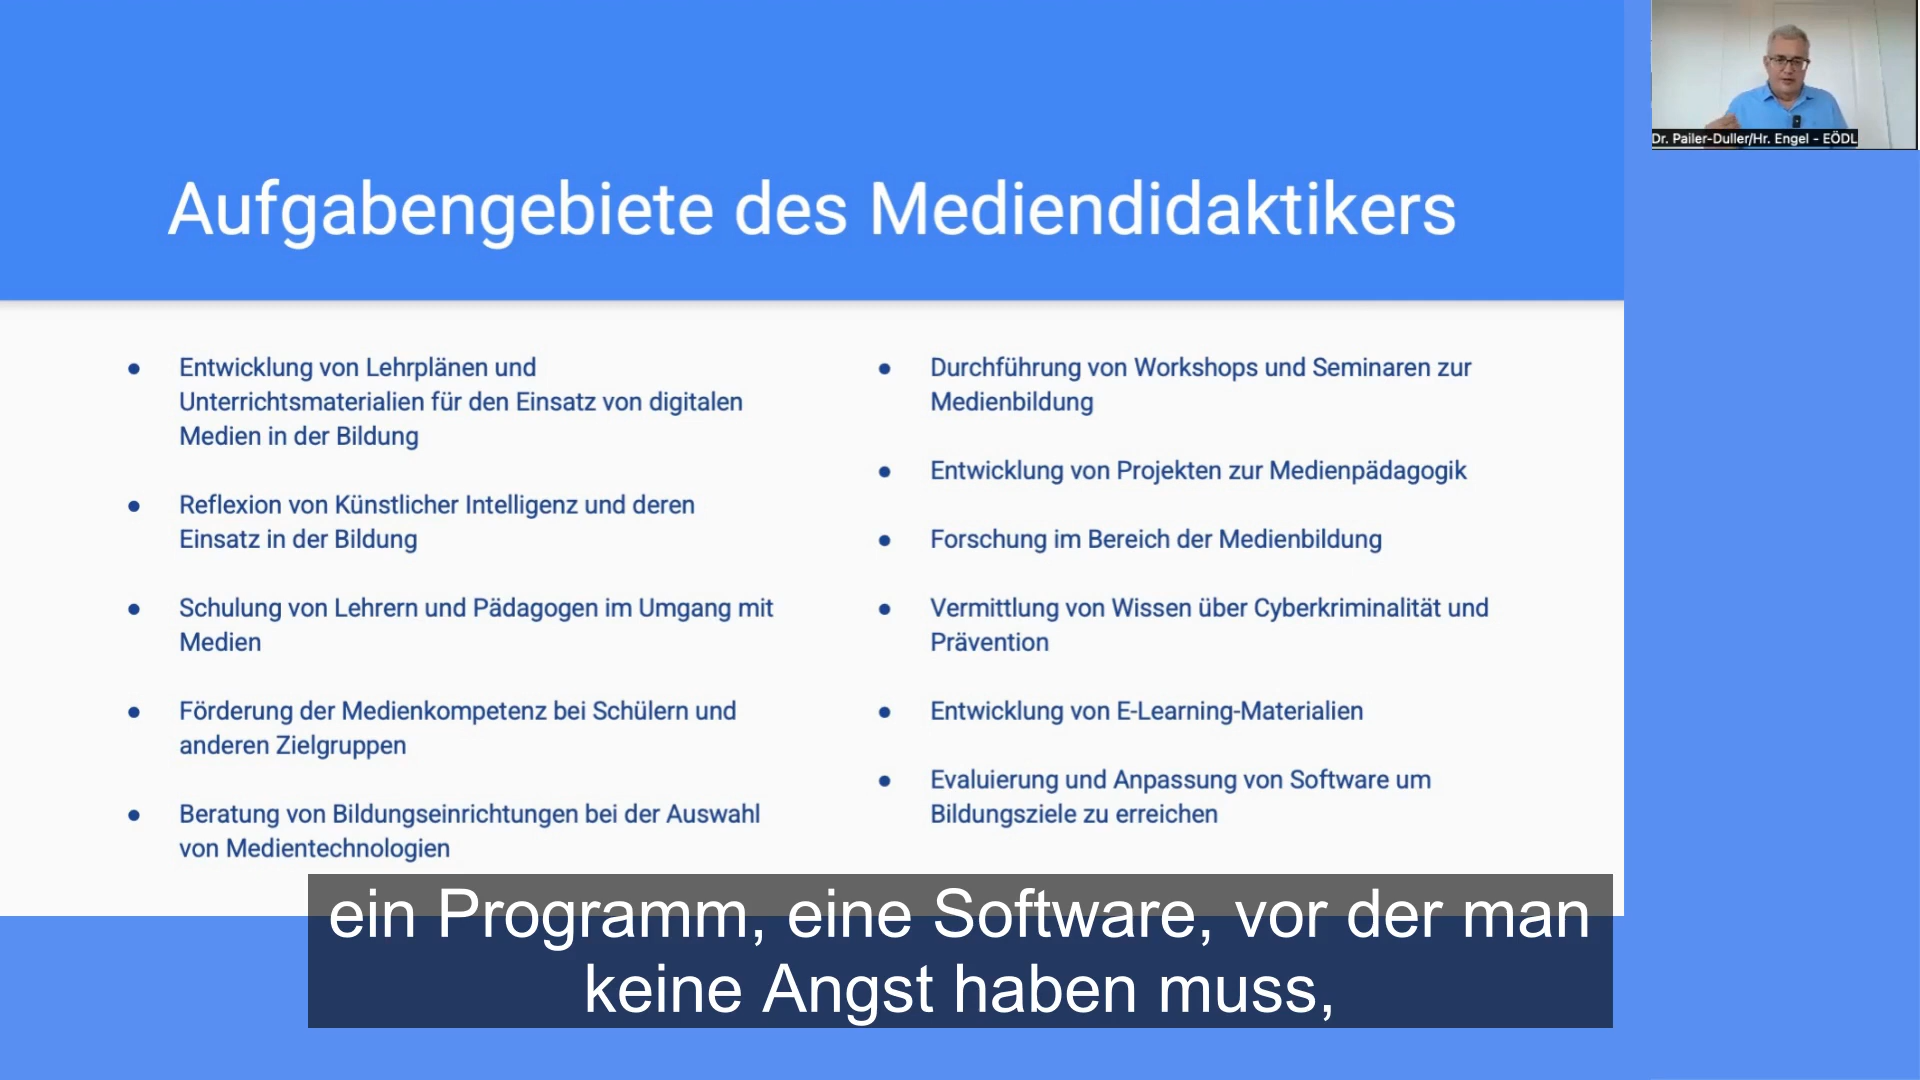 Dr. Pailer-Duller/Hr. Engel - EÖDL
Aufgabengebiete des Mediendidaktikers
● Entwicklung von Lehrplänen und
Unterrichtsmaterialien für den Einsatz von digitalen
Medien in der Bildung
● Reflexion von Künstlicher Intelligenz und deren
Einsatz in der Bildung
● Schulung von Lehrern und Pädagogen im Umgang mit
Medien
● Förderung der Medienkompetenz bei Schülern und
anderen Zielgruppen
● Beratung von Bildungseinrichtungen bei der Auswahl
von Medientechnologien
● Durchführung von Workshops und Seminaren zur
Medienbildung
● Entwicklung von Projekten zur Medienpädagogik
● Forschung im Bereich der Medienbildung
● Vermittlung von Wissen über Cyberkriminalität und
Prävention
● Entwicklung von E-Learning-Materialien
● Evaluierung und Anpassung von Software um
Bildungsziele zu erreichen
ein Programm, eine Software, vor der man
keine Angst haben muss,